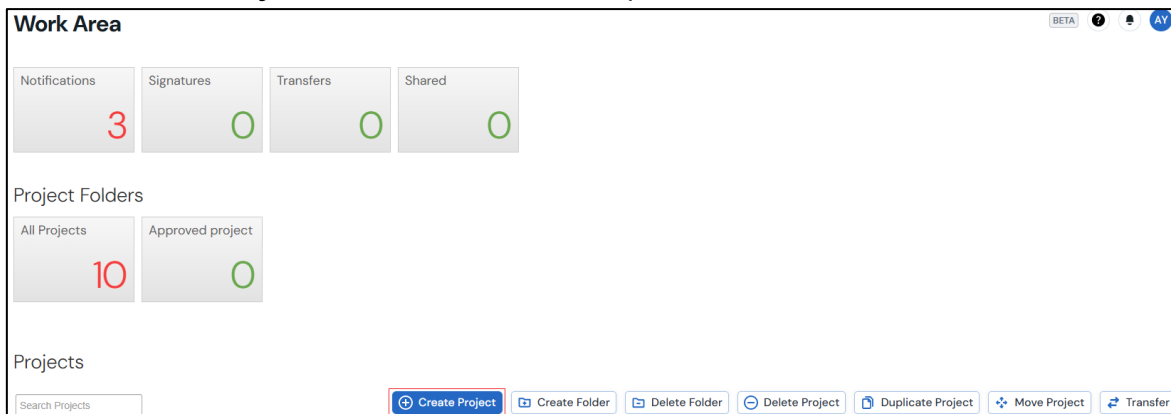 Work Area
BETA ? AY
Notifications Signatures Transfers Shared
3 0 0 0
Project Folders
All Projects Approved project
10 0
Projects
Search Projects Create Project Create Folder Delete Folder Delete Project Duplicate Project Move Project Transfer